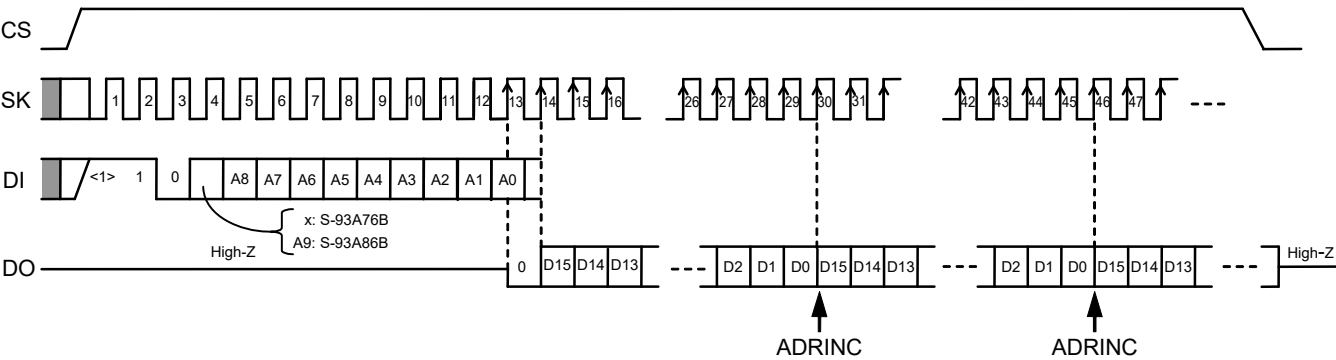 CS
SK 1 2 3 4 5 6 7 8 9 10 11 12 13 14 15 16 26 27 28 29 30 31 42 43 44 45 46 47
DI <1> 1 0 A8 A7 A6 A5 A4 A3 A2 A1 A0
x: S-93A76B
A9: S-93A86B
High-Z
DO 0 D15 D14 D13 D2 D1 D0 D15 D14 D13 D2 D1 D0 D15 D14 D13 High-Z
ADRINC ADRINC